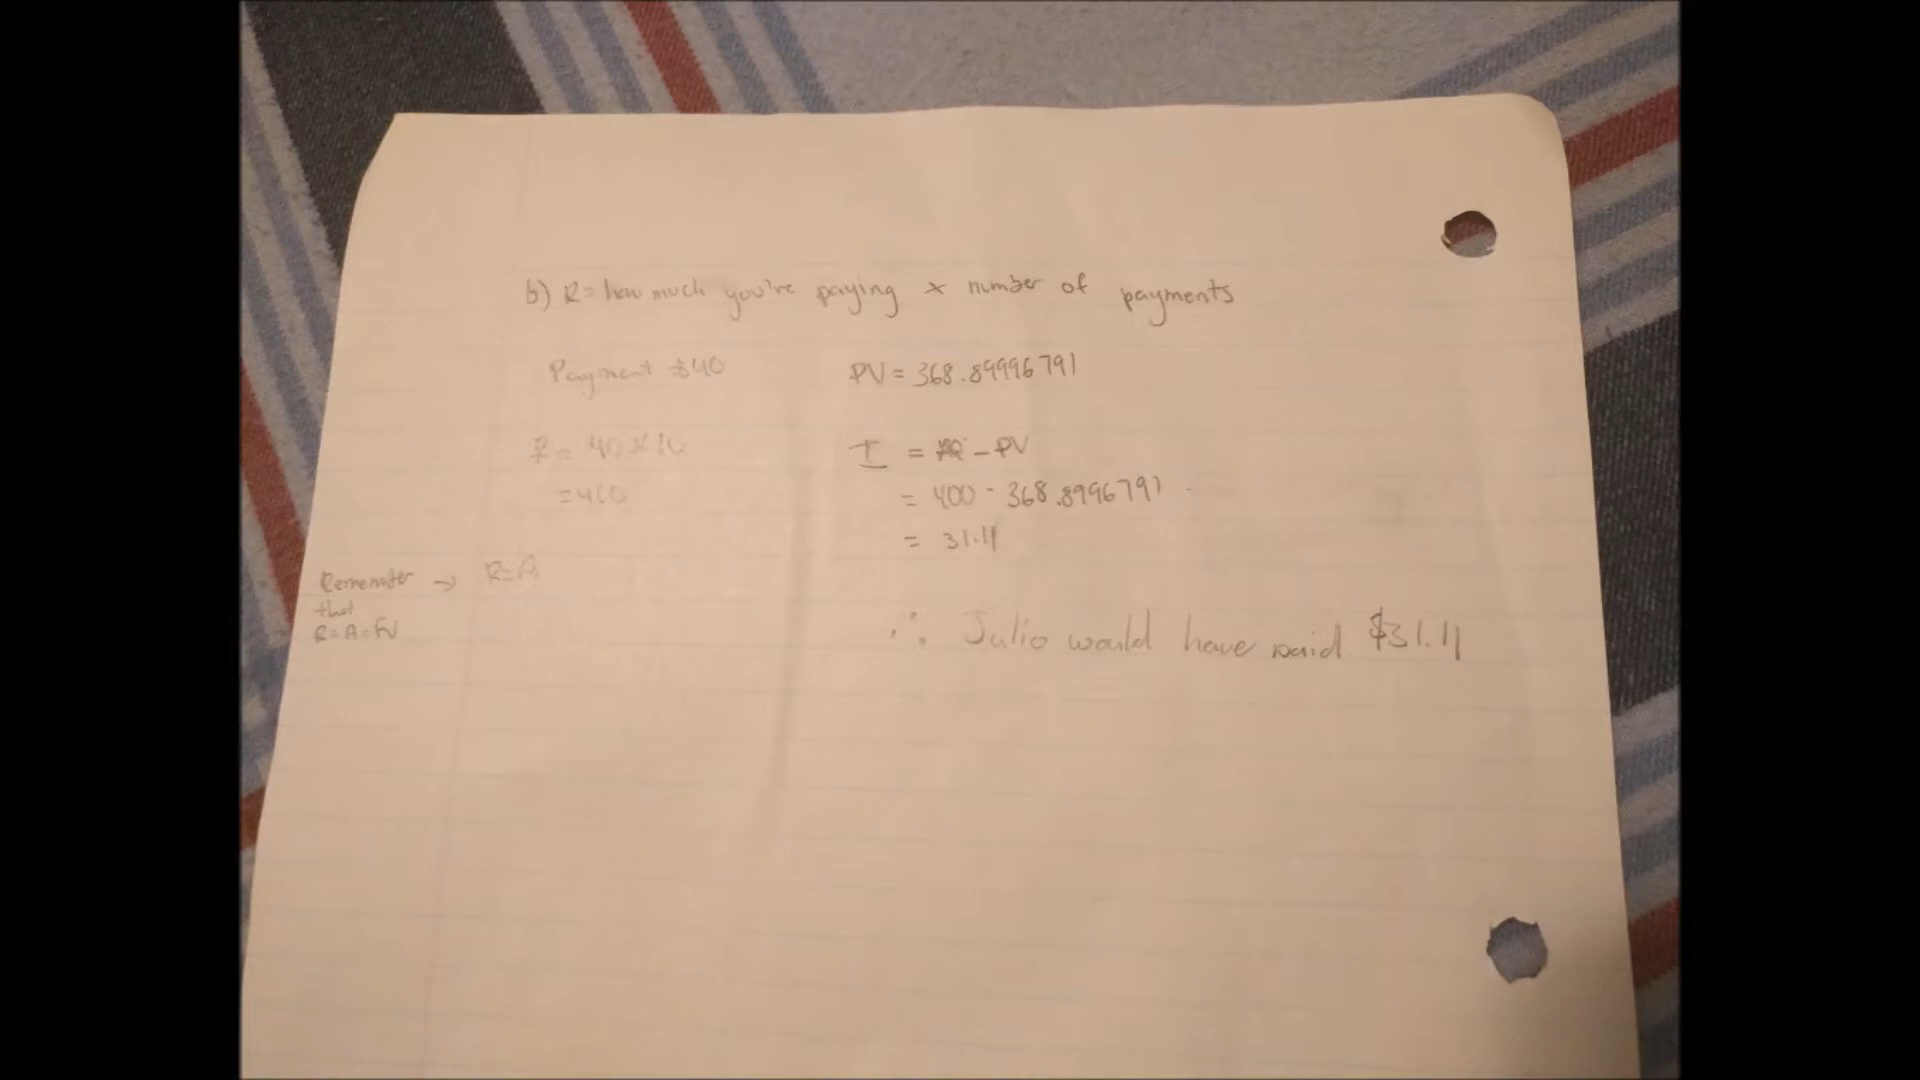 b) R = how much you're paying x number of payments
Payment = $40
PV = 368.89996791
R = 40 x 10
= 400
I = - PV
= 400 - 368.8996791
= 31.11
Remember → R=A
that
R=A=FV
∴ Julio would have paid $31.11